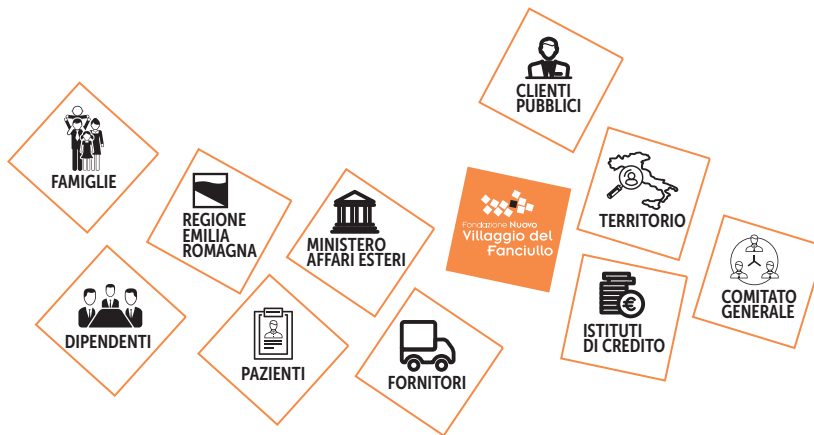 CLIENTI
PUBBLICI
FAMIGLIE
REGIONE
EMILIA
ROMAGNA
MINISTERO
AFFARI ESTERI
Fondazione Nuovo
Villaggio del
Fanciullo
TERRITORIO
COMITATO
GENERALE
DIPENDENTI
PAZIENTI
FORNITORI
ISTITUTI
DI CREDITO
€